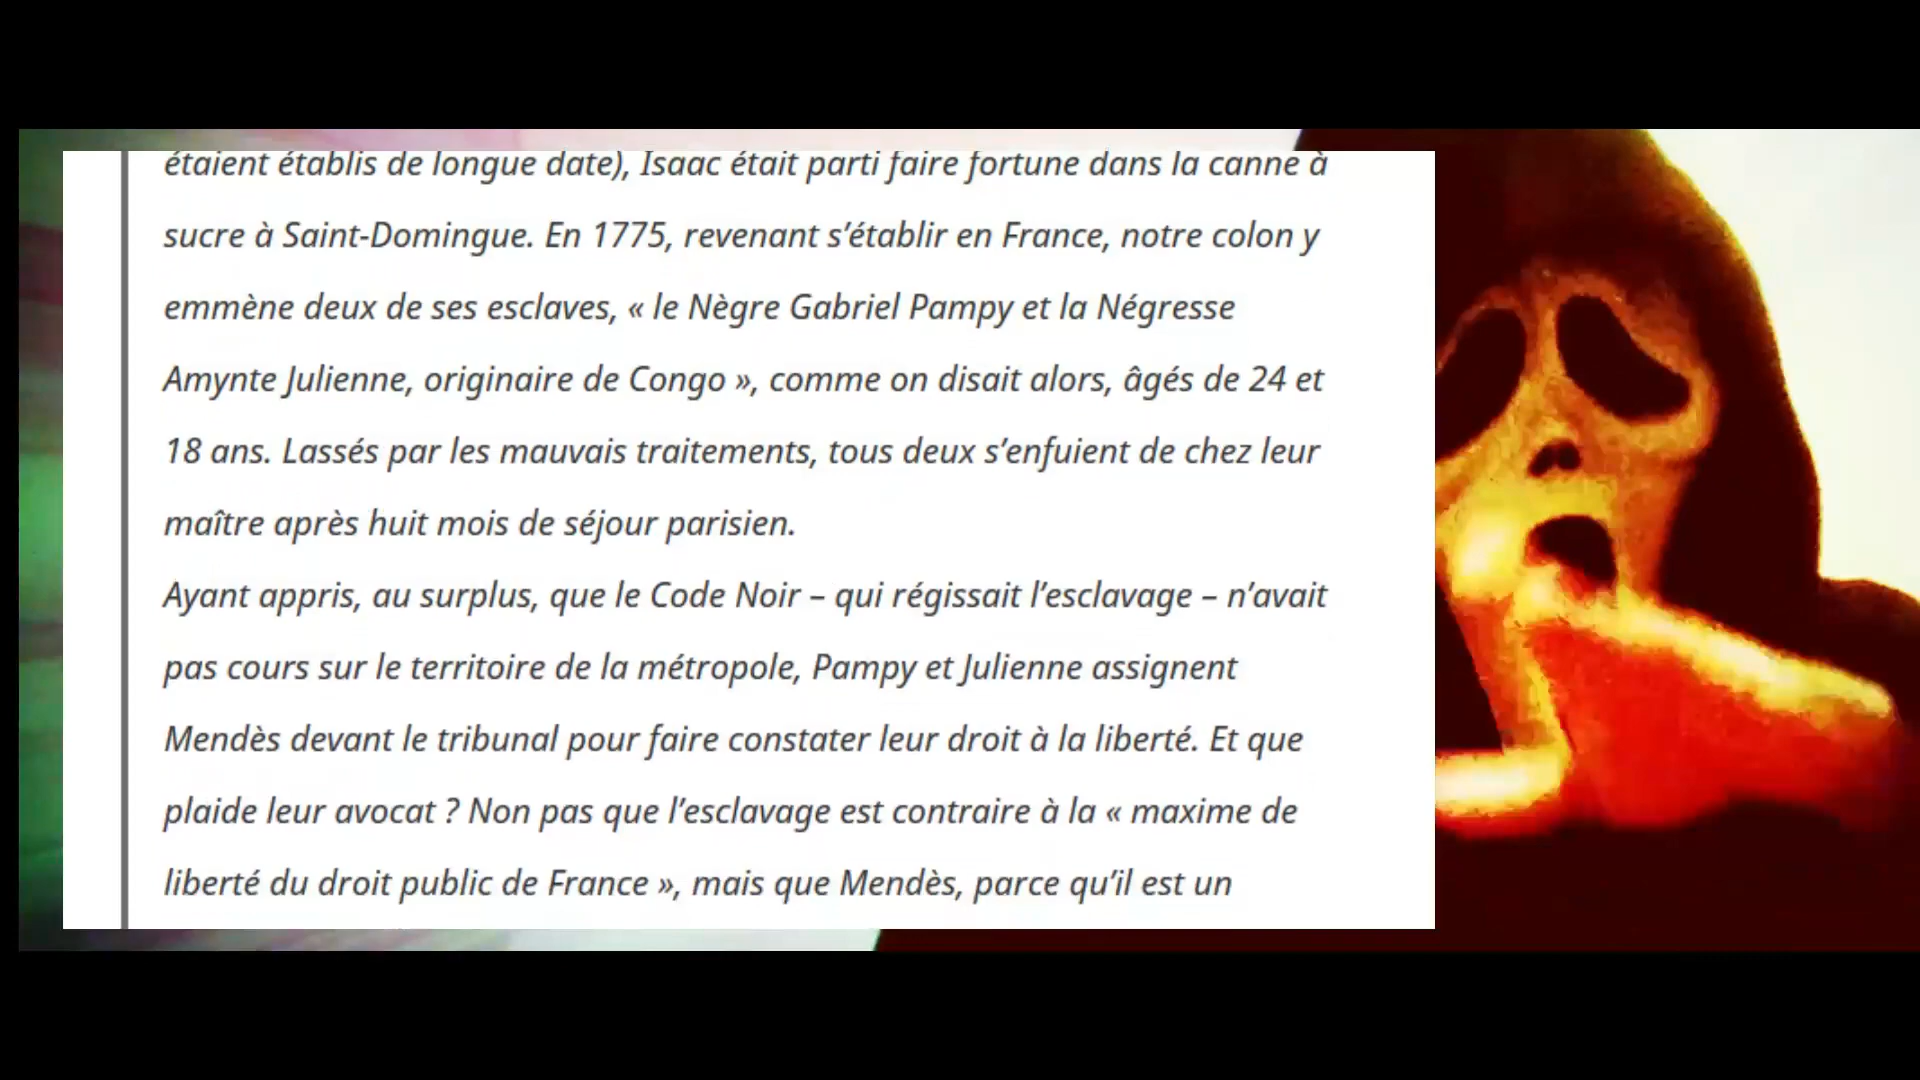 étaient établis de longue date), Isaac était parti faire fortune dans la canne à
sucre à Saint-Domingue. En 1775, revenant s’établir en France, notre colon y
emmène deux de ses esclaves, « le Nègre Gabriel Pampy et la Négresse
Amynte Julienne, originaire de Congo », comme on disait alors, âgés de 24 et
18 ans. Lassés par les mauvais traitements, tous deux s’enfuient de chez leur
maître après huit mois de séjour parisien.
Ayant appris, au surplus, que le Code Noir – qui régissait l’esclavage – n’avait
pas cours sur le territoire de la métropole, Pampy et Julienne assignent
Mendès devant le tribunal pour faire constater leur droit à la liberté. Et que
plaide leur avocat ? Non pas que l’esclavage est contraire à la « maxime de
liberté du droit public de France », mais que Mendès, parce qu’il est un